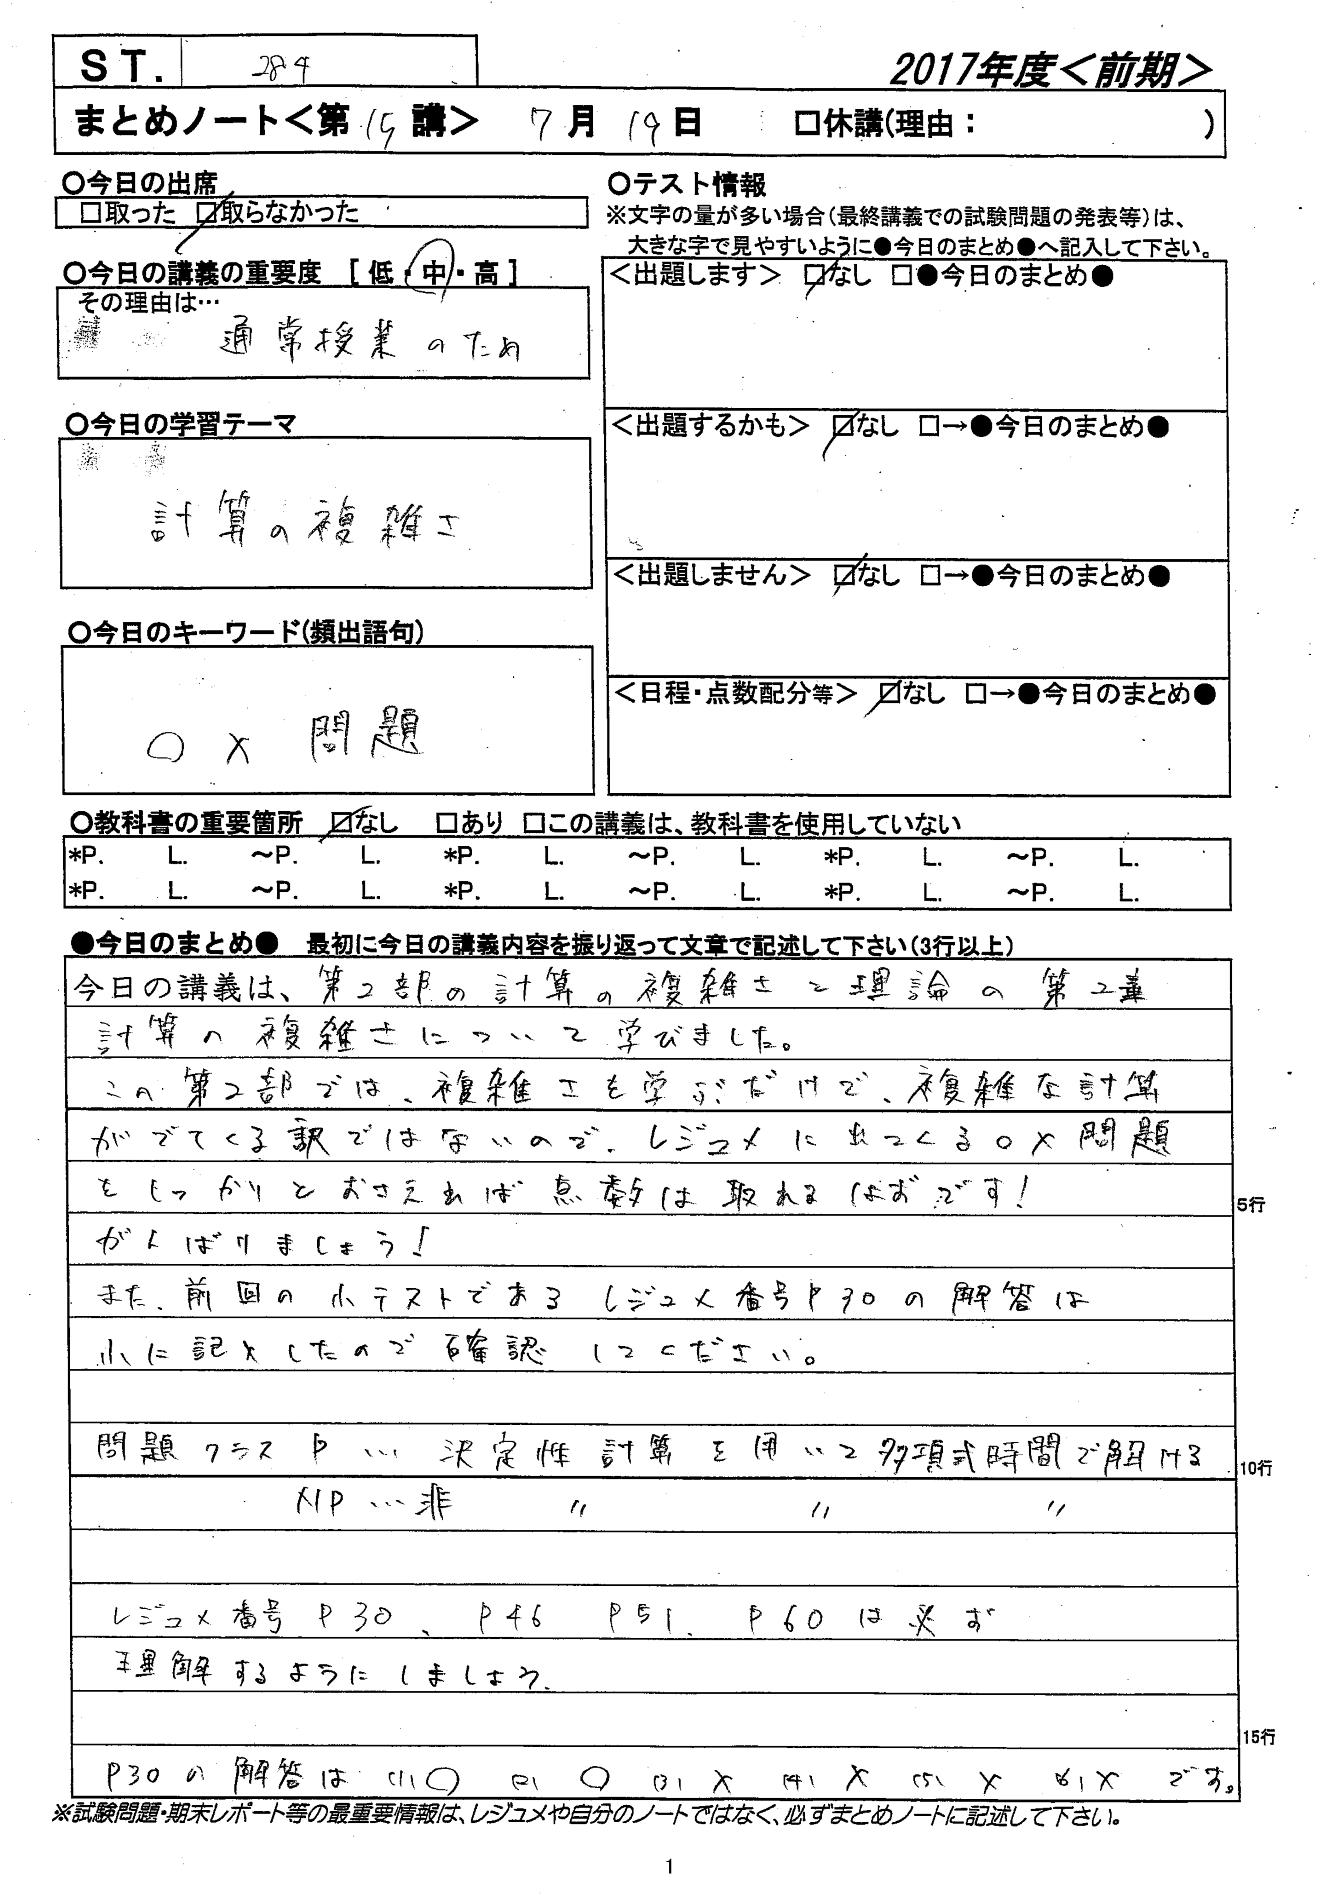 ST. 284
2017年度＜前期＞
まとめノート＜第 15 講＞ 7月 19日 □休講(理由： )
○今日の出席
□取った ☑取らなかった
○今日の講義の重要度 [ 低・中・高 ]
その理由は…
通常授業のため
○今日の学習テーマ
計算の複雑さ
○今日のキーワード(頻出語句)
○ × 問題
○テスト情報
※文字の量が多い場合(最終講義での試験問題の発表等)は、
大きな字で見やすいように●今日のまとめ●へ記入して下さい。
＜出題します＞ ☑なし □●今日のまとめ●
＜出題するかも＞ ☑なし □→●今日のまとめ●
＜出題しません＞ ☑なし □→●今日のまとめ●
＜日程・点数配分等＞ ☑なし □→●今日のまとめ●
○教科書の重要箇所 ☑なし □あり □この講義は、教科書を使用していない
*P. L. ～P. L. *P. L. ～P. L. *P. L. ～P. L.
*P. L. ～P. L. *P. L. ～P. L. *P. L. ～P. L.
●今日のまとめ● 最初に今日の講義内容を振り返って文章で記述して下さい(3行以上)
今日の講義は、第2部の計算の複雑さと理論の第2章
計算の複雑さについて学びました。
この第2部では、複雑さを学ぶだけで、複雑な計算
がでてくる訳ではないので、レジュメに出てくる○×問題
をしっかりとおさえれば点数は取れるはずです! 5行
がんばりましょう!
また、前回の小テストである レジュメ番号P30の解答は
に記入したので確認 してください。
問題クラス P … 決定性計算を用いて多項式時間で解ける 10行
NP … 非 〃 〃 〃
レジュメ番号 P30、 P46 P51、 P60は必ず
理解するようにしましょう。
15行
P30の解答は (1)○ (2)○ (3)× (4)× (5)× (6)× です。
※試験問題・期末レポート等の最重要情報は、レジュメや自分のノートではなく、必ずまとめノートに記述して下さい。
1